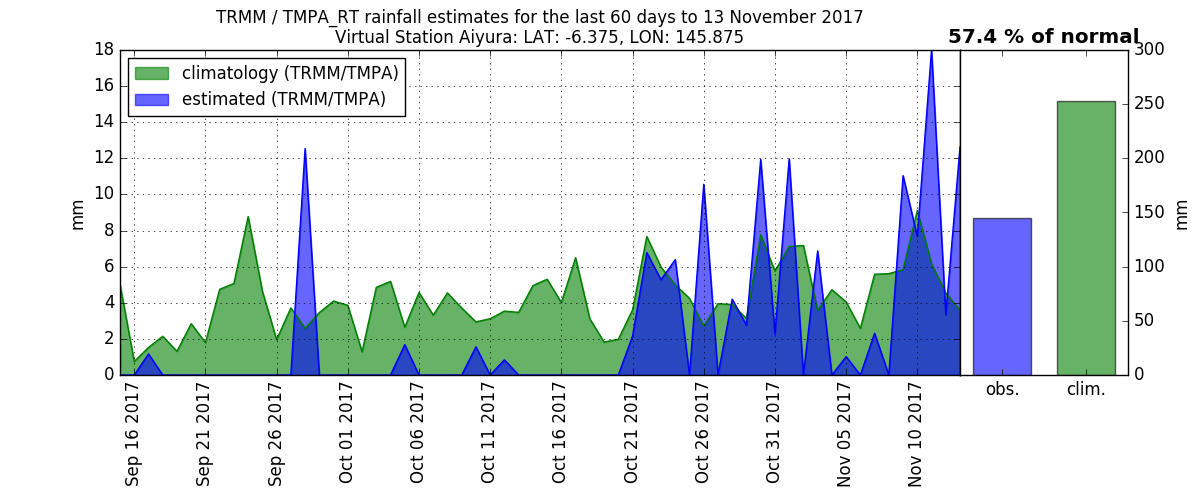 TRMM / TMPA_RT rainfall estimates for the last 60 days to 13 November 2017
Virtual Station Aiyura: LAT: -6.375, LON: 145.875
57.4 % of normal
climatology (TRMM/TMPA)
estimated (TRMM/TMPA)
18
16
14
12
10
8
6
4
2
0
mm
Sep 16 2017
Sep 21 2017
Sep 26 2017
Oct 01 2017
Oct 06 2017
Oct 11 2017
Oct 16 2017
Oct 21 2017
Oct 26 2017
Oct 31 2017
Nov 05 2017
Nov 10 2017
obs.
clim.
300
250
200
150
100
50
0
mm